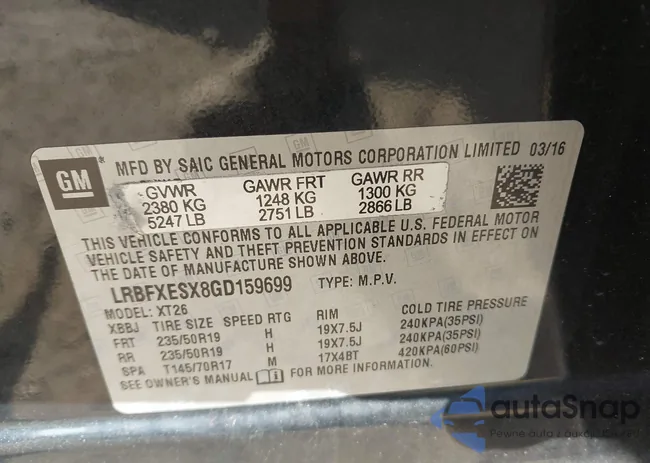 GM
MFD BY SAIC GENERAL MOTORS CORPORATION LIMITED 03/16
GVWR GAWR FRT GAWR RR
2380 KG 1248 KG 1300 KG
5247 LB 2751 LB 2866 LB
THIS VEHICLE CONFORMS TO ALL APPLICABLE U.S. FEDERAL MOTOR
VEHICLE SAFETY AND THEFT PREVENTION STANDARDS IN EFFECT ON
THE DATE OF MANUFACTURE SHOWN ABOVE.
LRBFXESX8GD159699 TYPE: M.P.V.
MODEL: XT26
XBBJ TIRE SIZE SPEED RTG RIM COLD TIRE PRESSURE
FRT 235/50R19 H 19X7.5J 240KPA(35PSI)
RR 235/50R19 H 19X7.5J 240KPA(35PSI)
SPA T145/70R17 M 17X4BT 420KPA(60PSI)
SEE OWNER'S MANUAL FOR MORE INFORMATION.
autaSnap
Pewne auta z aukcji